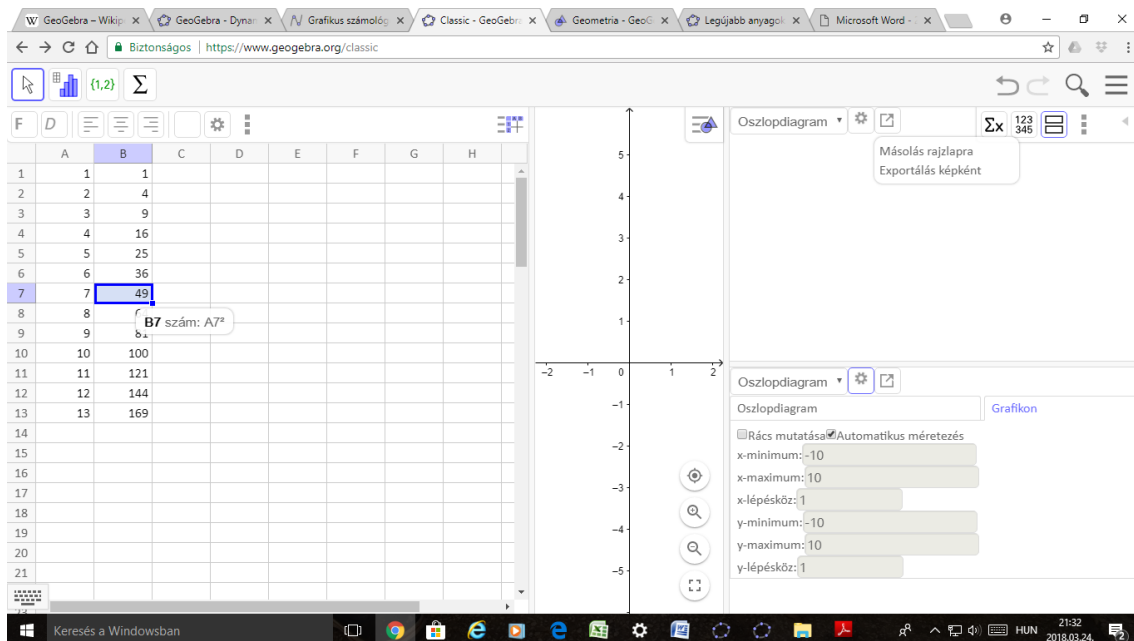 GeoGebra – Wikip
GeoGebra - Dynan
Grafikus számológ
Classic - GeoGebra
Geometria - GeoG
Legújabb anyagok
Microsoft Word -
Biztonságos | https://www.geogebra.org/classic
{1,2} Σ
F D
A B C D E F G H
1 1 1
2 2 4
3 3 9
4 4 16
5 5 25
6 6 36
7 7 49
8 8
B7 szám: A7²
9 9 81
10 10 100
11 11 121
12 12 144
13 13 169
14
15
16
17
18
19
20
21
5
4
3
2
1
-2 -1 0 1 2
-1
-2
-3
-4
-5
Oszlopdiagram
Σx 123 345
Másolás rajzlapra
Exportálás képként
Oszlopdiagram
Oszlopdiagram Grafikon
Rács mutatása Automatikus méretezés
x-minimum: -10
x-maximum: 10
x-lépésköz: 1
y-minimum: -10
y-maximum: 10
y-lépésköz: 1
Keresés a Windowsban
HUN
21:32
2018.03.24.